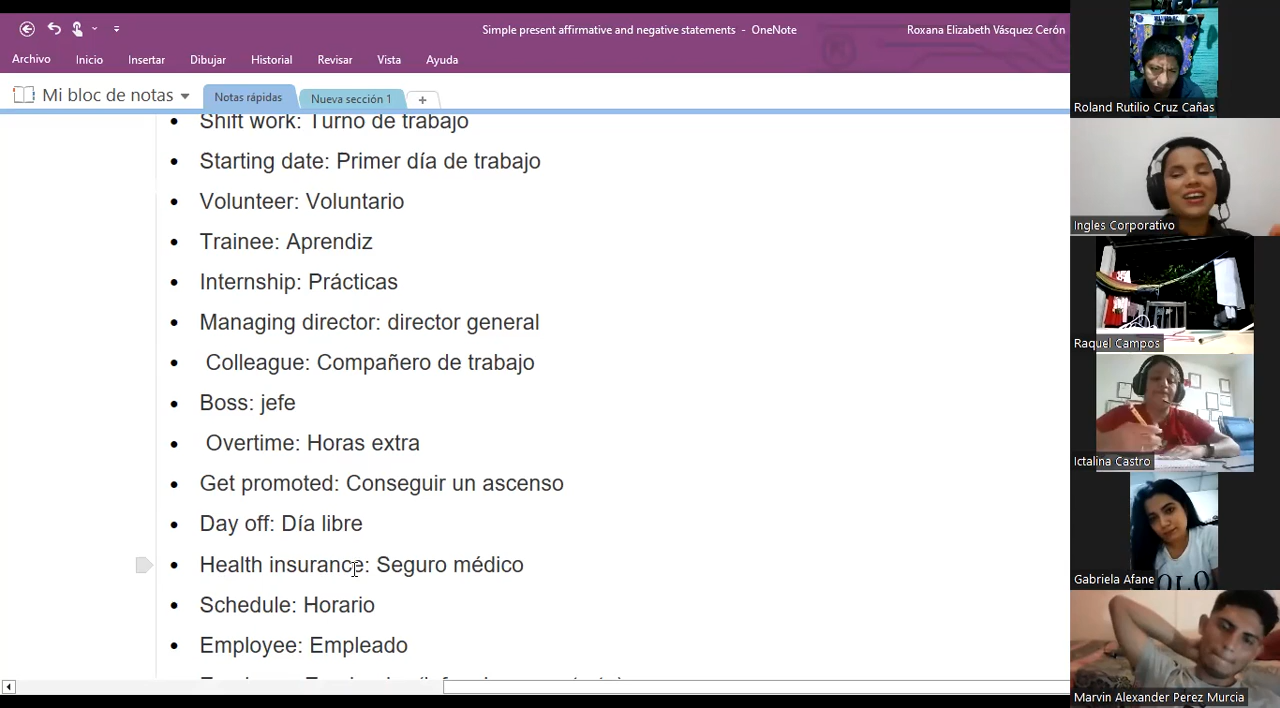 Simple present affirmative and negative statements - OneNote
Roxana Elizabeth Vásquez Cerón
Archivo Inicio Insertar Dibujar Historial Revisar Vista Ayuda
Mi bloc de notas Notas rápidas Nueva sección 1 +
• Shift work: Turno de trabajo
• Starting date: Primer día de trabajo
• Volunteer: Voluntario
• Trainee: Aprendiz
• Internship: Prácticas
• Managing director: director general
• Colleague: Compañero de trabajo
• Boss: jefe
• Overtime: Horas extra
• Get promoted: Conseguir un ascenso
• Day off: Día libre
• Health insurance: Seguro médico
• Schedule: Horario
• Employee: Empleado
Roland Rutilio Cruz Cañas
Ingles Corporativo
Raquel Campos
Ictalina Castro
Gabriela Afane
Marvin Alexander Perez Murcia